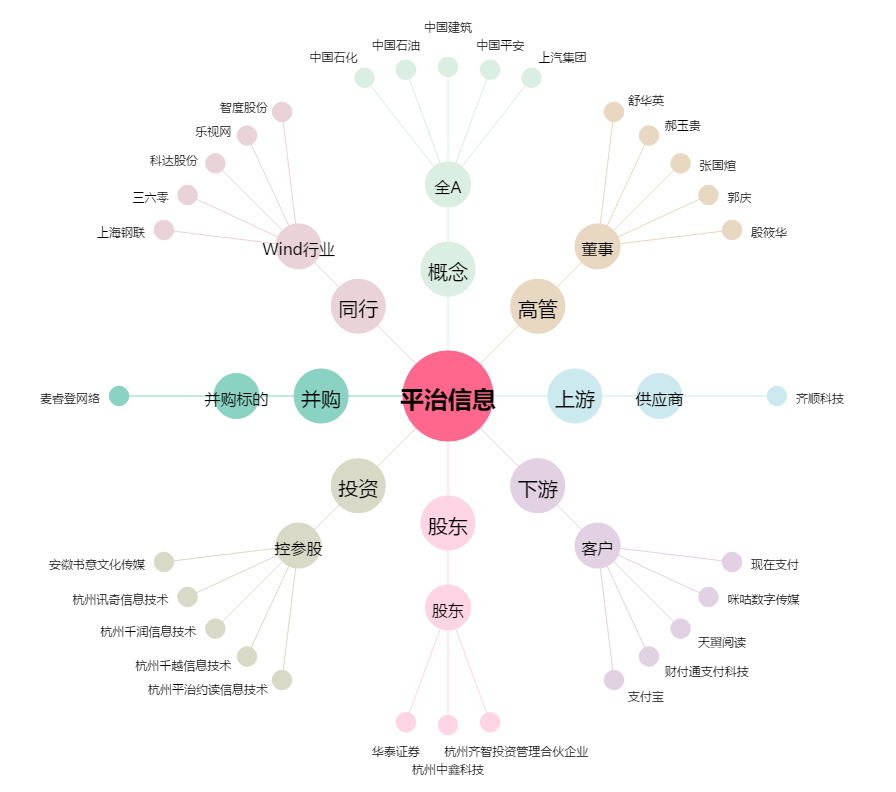 中国建筑
中国石油
中国平安
中国石化
上汽集团
智度股份
舒华英
乐视网
郝玉贵
科达股份
张国煊
全A
三六零
郭庆
上海钢联
殷筱华
Wind行业
董事
概念
同行
高管
麦睿登网络
并购标的
并购
平治信息
上游
供应商
齐顺科技
投资
下游
股东
控参股
客户
安徽书意文化传媒
现在支付
杭州讯奇信息技术
咪咕数字传媒
股东
杭州千润信息技术
天翼阅读
杭州千越信息技术
财付通支付科技
杭州平治约读信息技术
支付宝
华泰证券
杭州齐智投资管理合伙企业
杭州中鑫科技